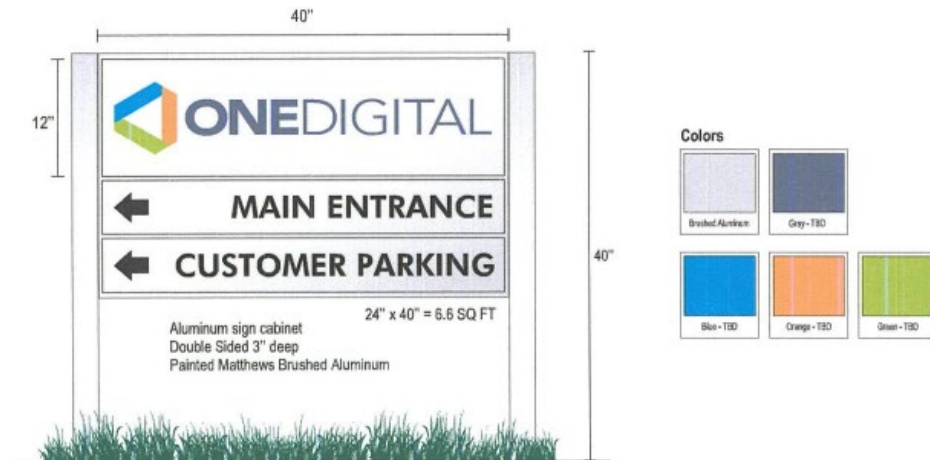 40"
12"
ONEDIGITAL
MAIN ENTRANCE
CUSTOMER PARKING
40"
24" x 40" = 6.6 SQ FT
Aluminum sign cabinet
Double Sided 3" deep
Painted Matthews Brushed Aluminum
Colors
Brushed Aluminum
Gray - TBD
Blue - TBD
Orange - TBD
Green - TBD